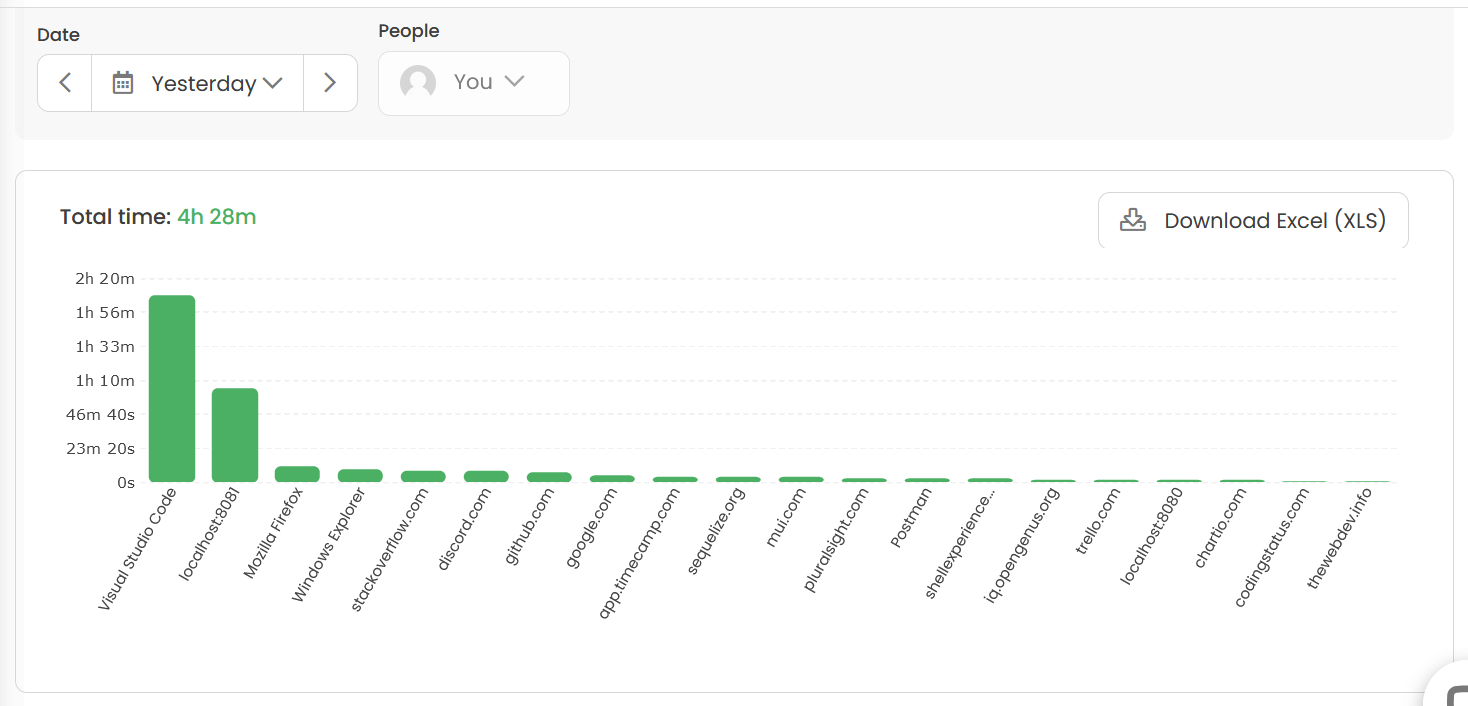 Date
People
Yesterday
You
Total time: 4h 28m
Download Excel (XLS)
2h 20m
1h 56m
1h 33m
1h 10m
46m 40s
23m 20s
0s
Visual Studio Code
localhost:8081
Mozilla Firefox
Windows Explorer
stackoverflow.com
discord.com
github.com
google.com
app.timecamp.com
sequelize.org
mui.com
pluralsight.com
Postman
shellexperience...
iq.opengenus.org
trello.com
localhost:8080
chartio.com
codingstatus.com
thewebdev.info